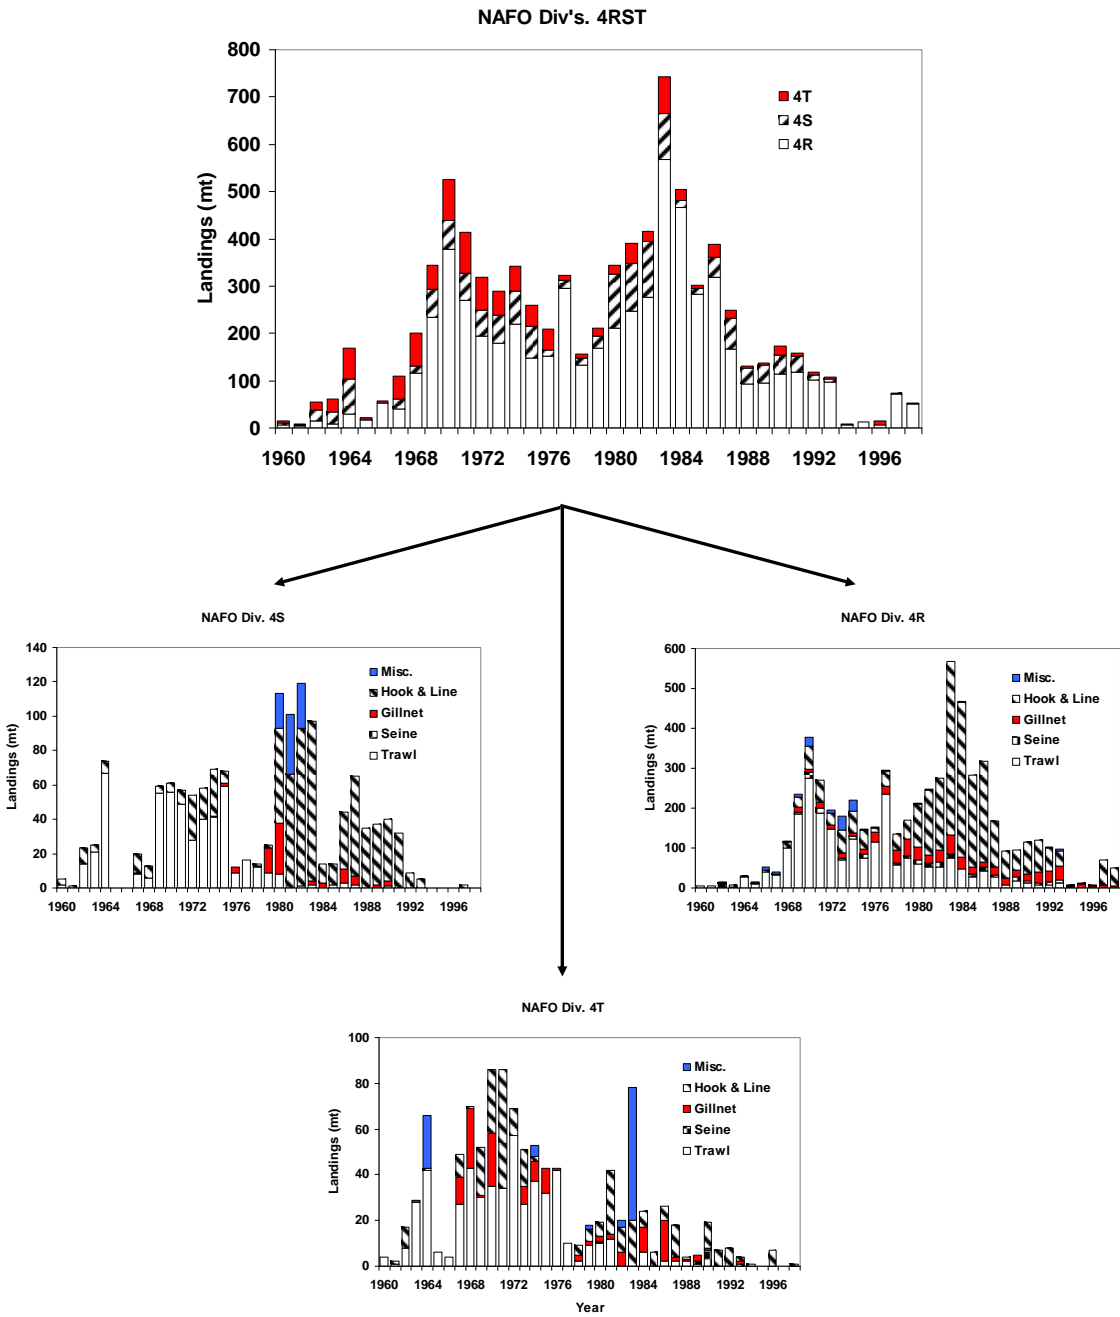 NAFO Div's. 4RST
800
700
600
500
400
300
200
100
0
Landings (mt)
4T
4S
4R
1960 1964 1968 1972 1976 1980 1984 1988 1992 1996
NAFO Div. 4S
140
120
100
80
60
40
20
0
Landings (mt)
Misc.
Hook & Line
Gillnet
Seine
Trawl
1960 1964 1968 1972 1976 1980 1984 1988 1992 1996
NAFO Div. 4R
600
500
400
300
200
100
0
Landings (mt)
Misc.
Hook & Line
Gillnet
Seine
Trawl
1960 1964 1968 1972 1976 1980 1984 1988 1992 1996
NAFO Div. 4T
100
80
60
40
20
0
Landings (mt)
Misc.
Hook & Line
Gillnet
Seine
Trawl
1960 1964 1968 1972 1976 1980 1984 1988 1992 1996
Year